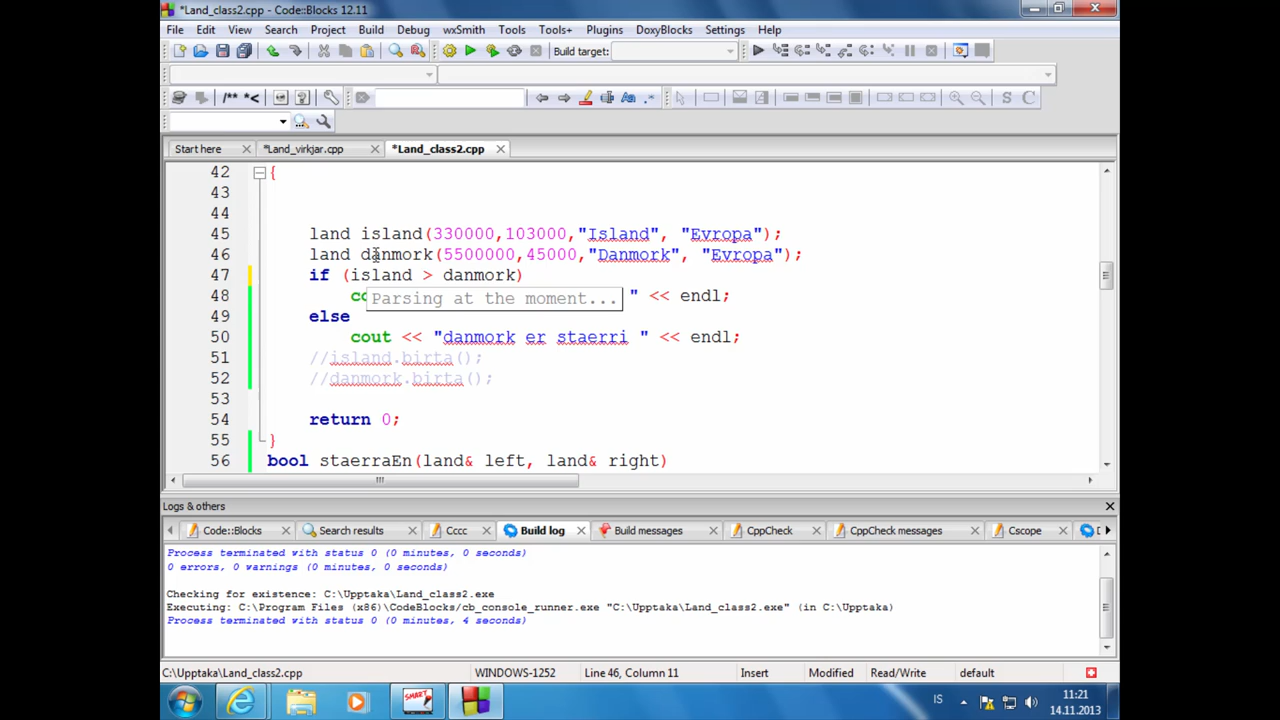 *Land_class2.cpp - Code::Blocks 12.11
File Edit View Search Project Build Debug wxSmith Tools Tools+ Plugins DoxyBlocks Settings Help
Build target:
/** *<
Aa .* S C
Start here *Land_virkjar.cpp *Land_class2.cpp
42 {
43
44
45 land island(330000,103000,"Island", "Evropa");
46 land danmork(5500000,45000,"Danmork", "Evropa");
47 if (island > danmork)
48 co " << endl;
Parsing at the moment...
49 else
50 cout << "danmork er staerri " << endl;
51 //island.birta();
52 //danmork.birta();
53
54 return 0;
55 }
56 bool staerraEn(land& left, land& right)
Logs & others
Code::Blocks Search results Cccc Build log Build messages CppCheck CppCheck messages Cscope D
Process terminated with status 0 (0 minutes, 0 seconds)
0 errors, 0 warnings (0 minutes, 0 seconds)
Checking for existence: C:\Upptaka\Land_class2.exe
Executing: C:\Program Files (x86)\CodeBlocks/cb_console_runner.exe "C:\Upptaka\Land_class2.exe" (in C:\Upptaka)
Process terminated with status 0 (0 minutes, 4 seconds)
C:\Upptaka\Land_class2.cpp WINDOWS-1252 Line 46, Column 11 Insert Modified Read/Write default
SMART IS 11:21
14.11.2013